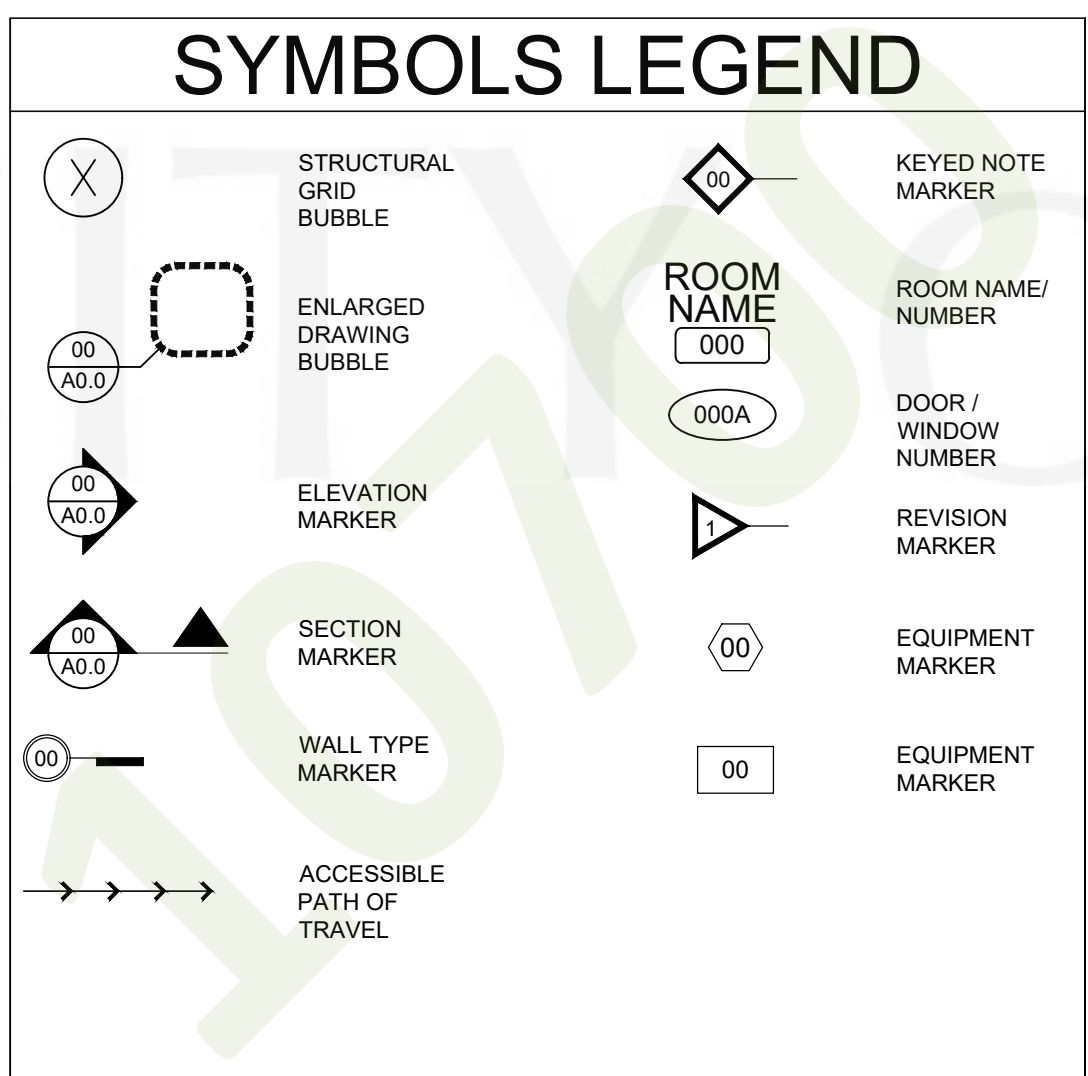 SYMBOLS LEGEND
X
STRUCTURAL
GRID
BUBBLE
00
A0.0
ENLARGED
DRAWING
BUBBLE
00
A0.0
ELEVATION
MARKER
00
A0.0
SECTION
MARKER
00
WALL TYPE
MARKER
ACCESSIBLE
PATH OF
TRAVEL
00
KEYED NOTE
MARKER
ROOM
NAME
000
ROOM NAME/
NUMBER
000A
DOOR /
WINDOW
NUMBER
1
REVISION
MARKER
00
EQUIPMENT
MARKER
00
EQUIPMENT
MARKER
ITY
10700